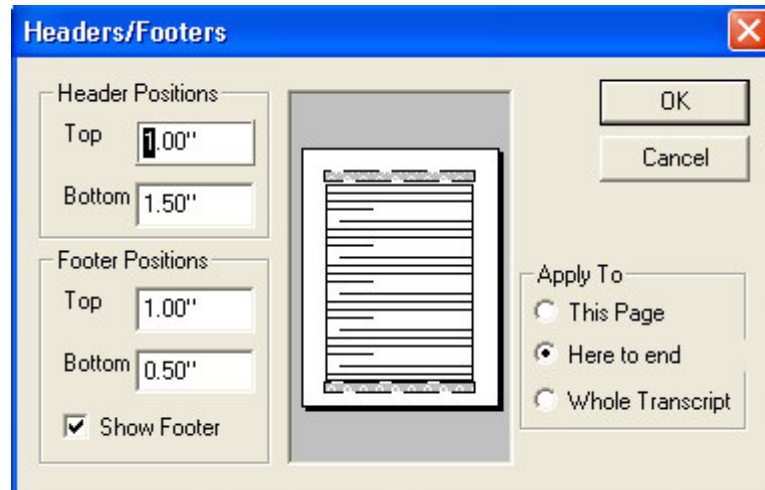 Headers/Footers
Header Positions
Top 1.00"
Bottom 1.50"
Footer Positions
Top 1.00"
Bottom 0.50"
Show Footer
OK
Cancel
Apply To
This Page
Here to end
Whole Transcript